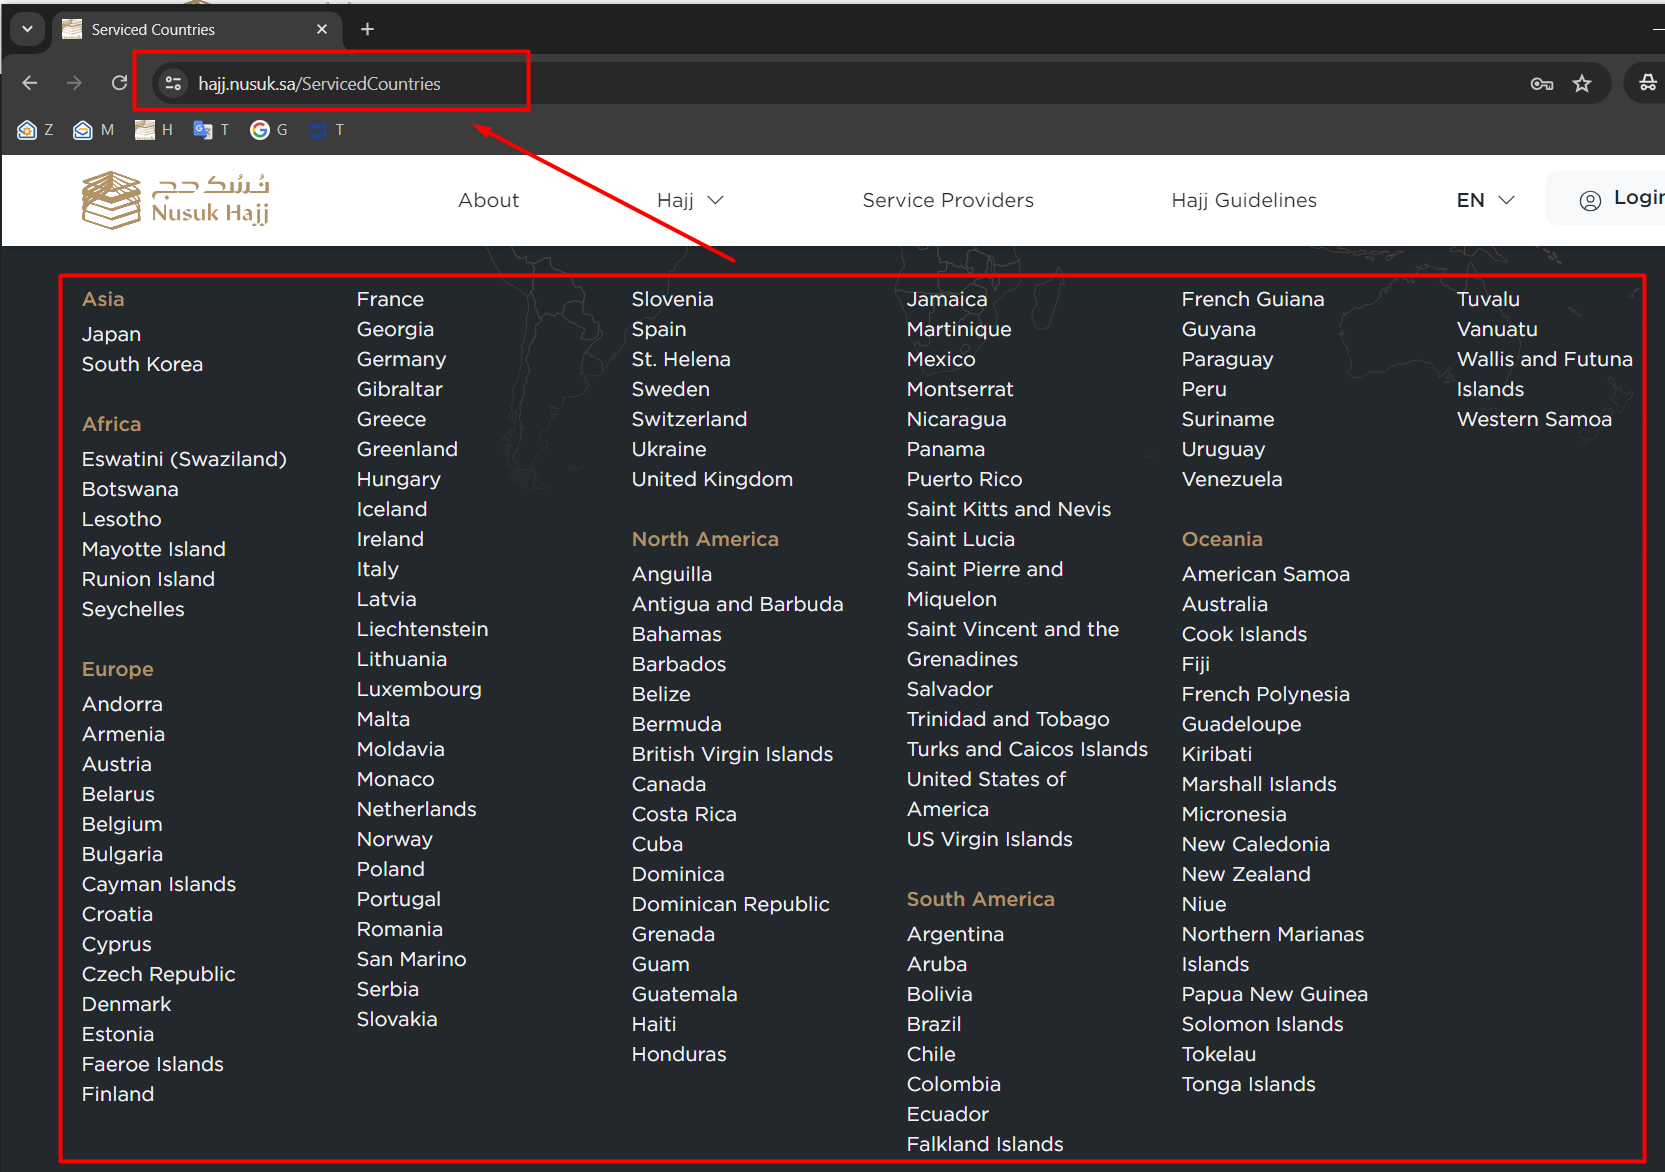 Serviced Countries
hajj.nusuk.sa/ServicedCountries
Z
M
H
T
G
T
نُسُك حج
Nusuk Hajj
About
Hajj
Service Providers
Hajj Guidelines
EN
Asia
Japan
South Korea
Africa
Eswatini (Swaziland)
Botswana
Lesotho
Mayotte Island
Runion Island
Seychelles
Europe
Andorra
Armenia
Austria
Belarus
Belgium
Bulgaria
Cayman Islands
Croatia
Cyprus
Czech Republic
Denmark
Estonia
Faeroe Islands
Finland
France
Georgia
Germany
Gibraltar
Greece
Greenland
Hungary
Iceland
Ireland
Italy
Latvia
Liechtenstein
Lithuania
Luxembourg
Malta
Moldavia
Monaco
Netherlands
Norway
Poland
Portugal
Romania
San Marino
Serbia
Slovakia
Slovenia
Spain
St. Helena
Sweden
Switzerland
Ukraine
United Kingdom
North America
Anguilla
Antigua and Barbuda
Bahamas
Barbados
Belize
Bermuda
British Virgin Islands
Canada
Costa Rica
Cuba
Dominica
Dominican Republic
Grenada
Guam
Guatemala
Haiti
Honduras
Jamaica
Martinique
Mexico
Montserrat
Nicaragua
Panama
Puerto Rico
Saint Kitts and Nevis
Saint Lucia
Saint Pierre and
Miquelon
Saint Vincent and the
Grenadines
Salvador
Trinidad and Tobago
Turks and Caicos Islands
United States of
America
US Virgin Islands
South America
Argentina
Aruba
Bolivia
Brazil
Chile
Colombia
Ecuador
Falkland Islands
French Guiana
Guyana
Paraguay
Peru
Suriname
Uruguay
Venezuela
Oceania
American Samoa
Australia
Cook Islands
Fiji
French Polynesia
Guadeloupe
Kiribati
Marshall Islands
Micronesia
New Caledonia
New Zealand
Niue
Northern Marianas
Islands
Papua New Guinea
Solomon Islands
Tokelau
Tonga Islands
Tuvalu
Vanuatu
Wallis and Futuna
Islands
Western Samoa